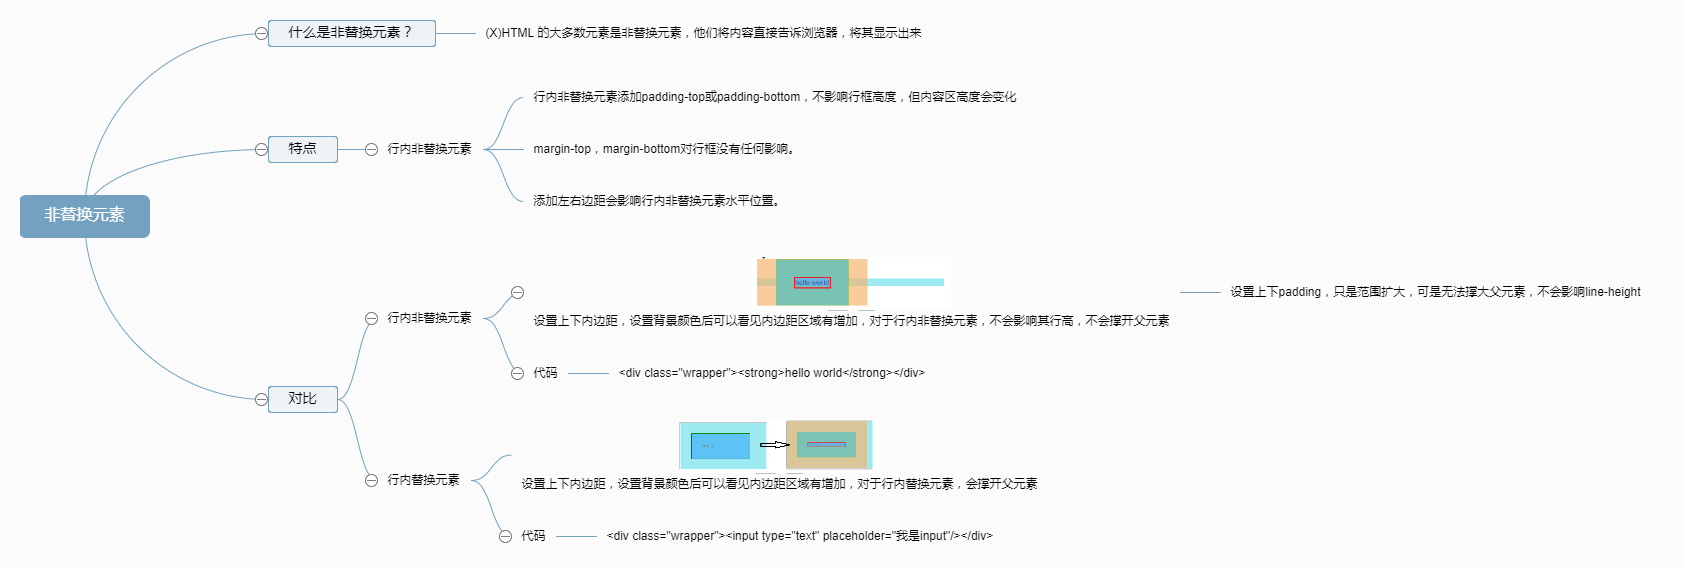 什么是非替换元素？
(X)HTML 的大多数元素是非替换元素，他们将内容直接告诉浏览器，将其显示出来
行内非替换元素添加padding-top或padding-bottom，不影响行框高度，但内容区高度会变化
特点
行内非替换元素
margin-top，margin-bottom对行框没有任何影响。
添加左右边距会影响行内非替换元素水平位置。
非替换元素
hello world
设置上下padding，只是范围扩大，可是无法撑大父元素，不会影响line-height
行内非替换元素
设置上下内边距，设置背景颜色后可以看见内边距区域有增加，对于行内非替换元素，不会影响其行高，不会撑开父元素
代码
<div class="wrapper"><strong>hello world</strong></div>
对比
行内替换元素
设置上下内边距，设置背景颜色后可以看见内边距区域有增加，对于行内替换元素，会撑开父元素
代码
<div class="wrapper"><input type="text" placeholder="我是input"/></div>